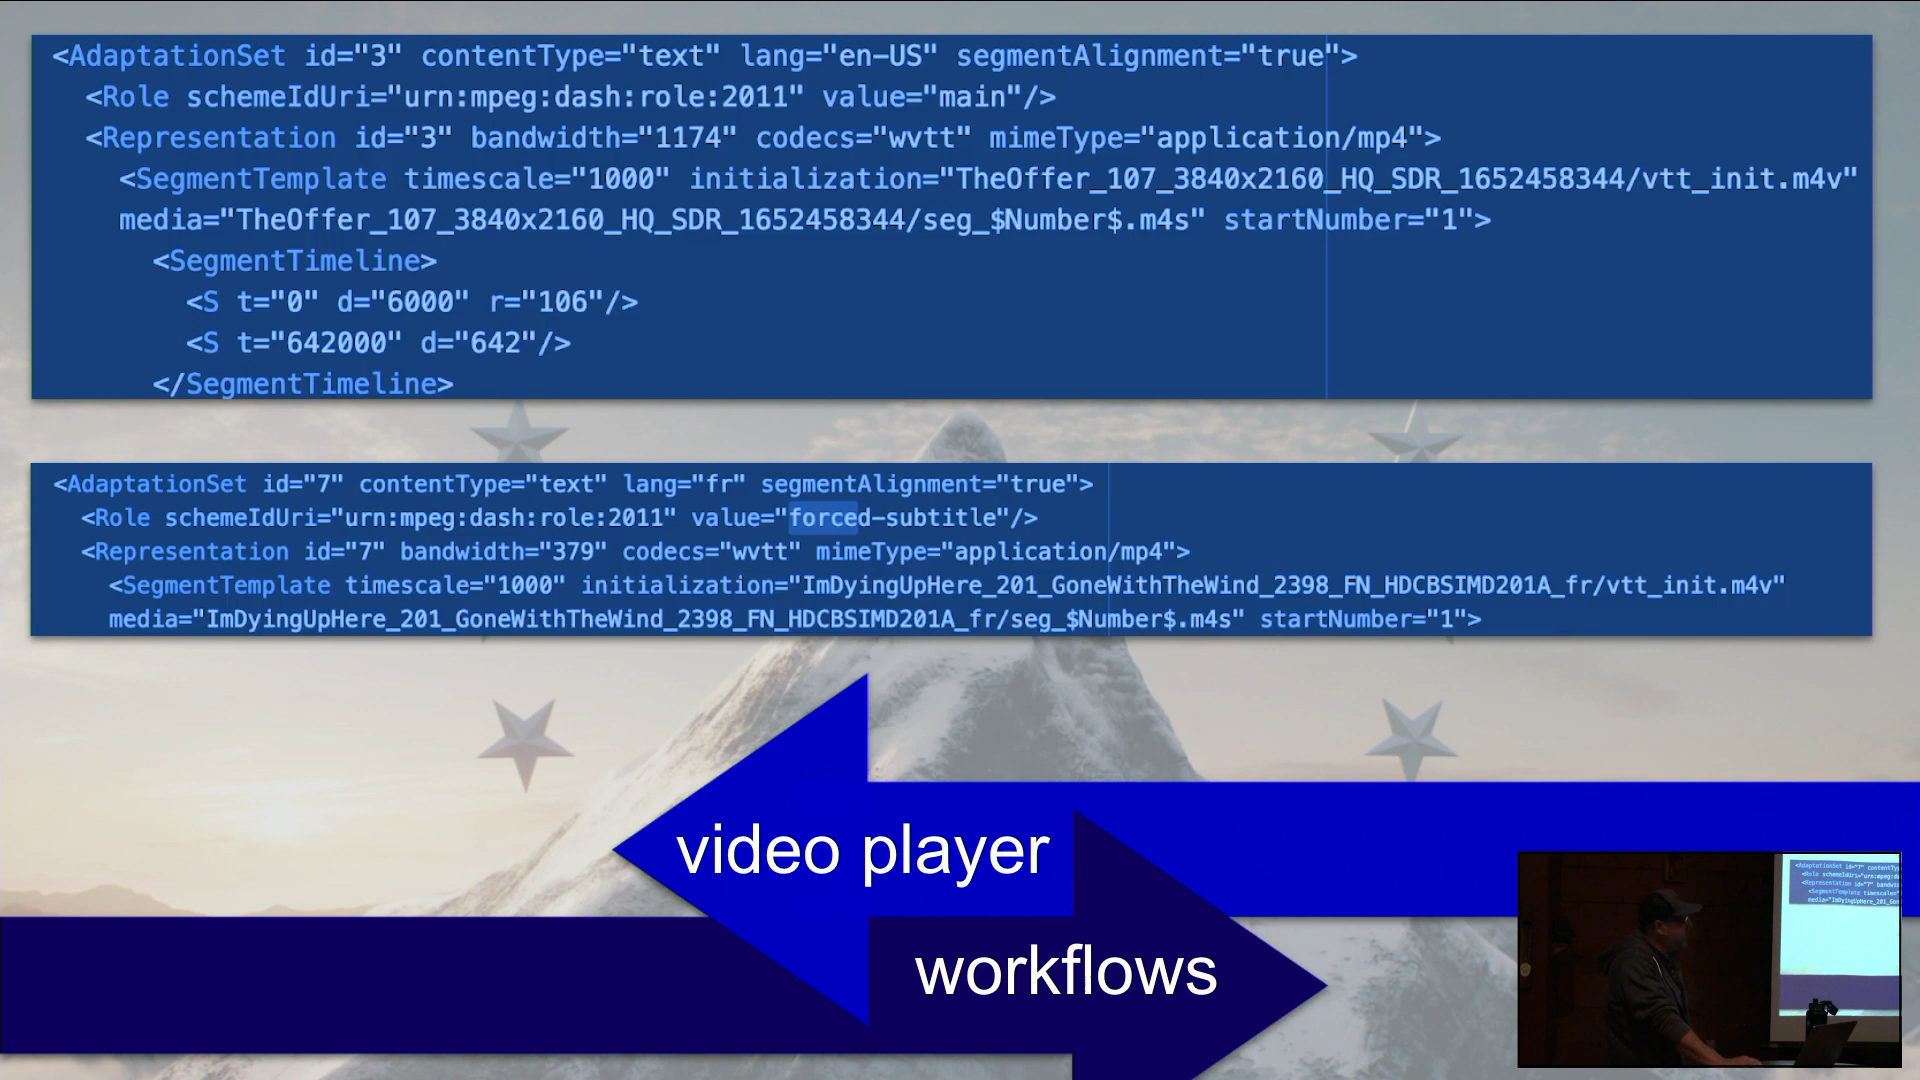 <AdaptationSet id="3" contentType="text" lang="en-US" segmentAlignment="true">
<Role schemeIdUri="urn:mpeg:dash:role:2011" value="main"/>
<Representation id="3" bandwidth="1174" codecs="wvtt" mimeType="application/mp4">
<SegmentTemplate timescale="1000" initialization="TheOffer_107_3840x2160_HQ_SDR_1652458344/vtt_init.m4v"
media="TheOffer_107_3840x2160_HQ_SDR_1652458344/seg_$Number$.m4s" startNumber="1">
<SegmentTimeline>
<S t="0" d="6000" r="106"/>
<S t="642000" d="642"/>
</SegmentTimeline>
<AdaptationSet id="7" contentType="text" lang="fr" segmentAlignment="true">
<Role schemeIdUri="urn:mpeg:dash:role:2011" value="forced-subtitle"/>
<Representation id="7" bandwidth="379" codecs="wvtt" mimeType="application/mp4">
<SegmentTemplate timescale="1000" initialization="ImDyingUpHere_201_GoneWithTheWind_2398_FN_HDCBSIMD201A_fr/vtt_init.m4v"
media="ImDyingUpHere_201_GoneWithTheWind_2398_FN_HDCBSIMD201A_fr/seg_$Number$.m4s" startNumber="1">
video player
workflows